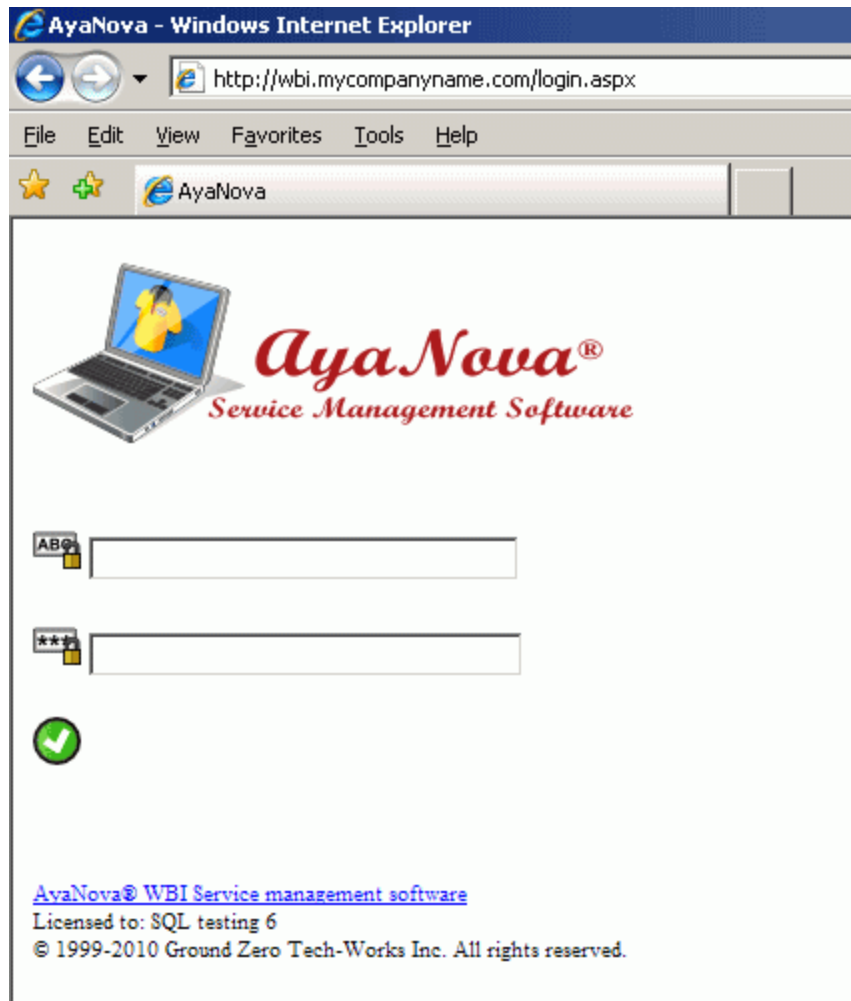 AyaNova - Windows Internet Explorer
http://wbi.mycompanyname.com/login.aspx
File Edit View Favorites Tools Help
AyaNova
AyaNova®
Service Management Software
ABC
***
AyaNova® WBI Service management software
Licensed to: SQL testing 6
© 1999-2010 Ground Zero Tech-Works Inc. All rights reserved.